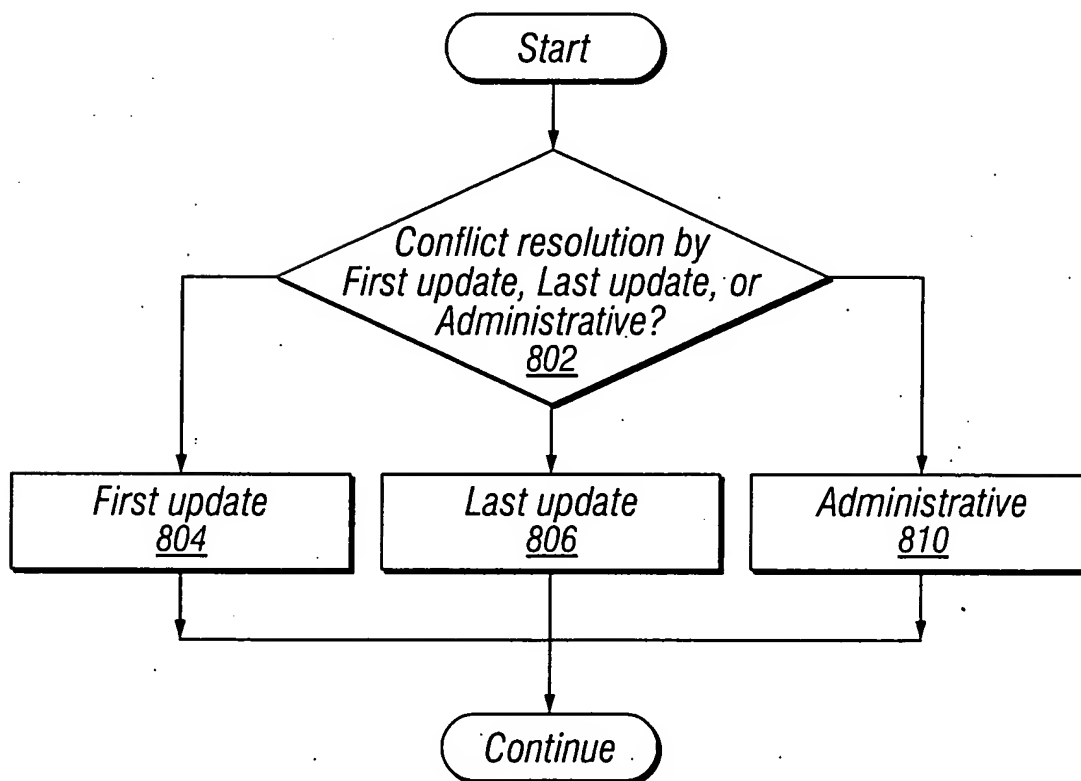 Start
Conflict resolution by
First update, Last update, or
Administrative?
802
First update
804
Last update
806
Administrative
810
Continue